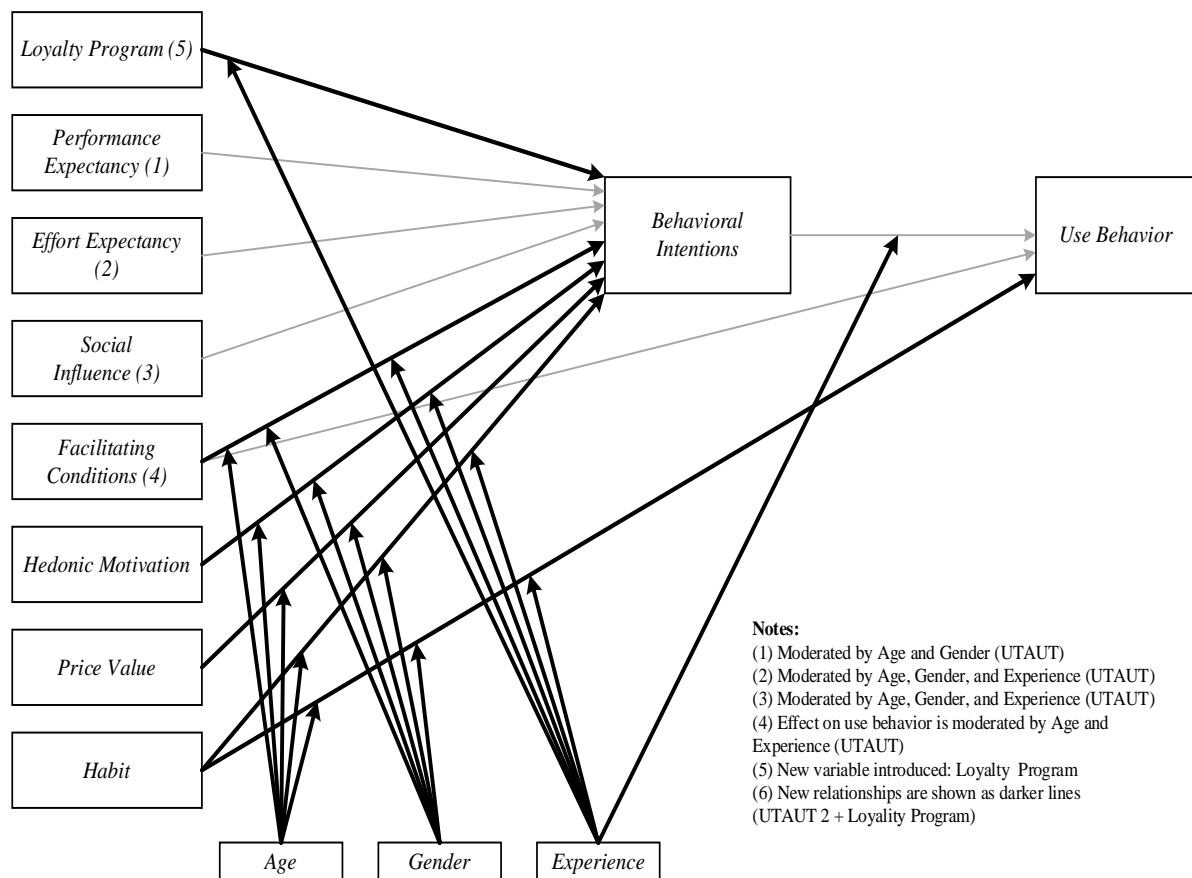 Loyalty Program (5)
Performance
Expectancy (1)
Effort Expectancy
(2)
Social
Influence (3)
Facilitating
Conditions (4)
Hedonic Motivation
Price Value
Habit
Behavioral
Intentions
Use Behavior
Age
Gender
Experience
Notes:
(1) Moderated by Age and Gender (UTAUT)
(2) Moderated by Age, Gender, and Experience (UTAUT)
(3) Moderated by Age, Gender, and Experience (UTAUT)
(4) Effect on use behavior is moderated by Age and
Experience (UTAUT)
(5) New variable introduced: Loyalty Program
(6) New relationships are shown as darker lines
(UTAUT 2 + Loyality Program)